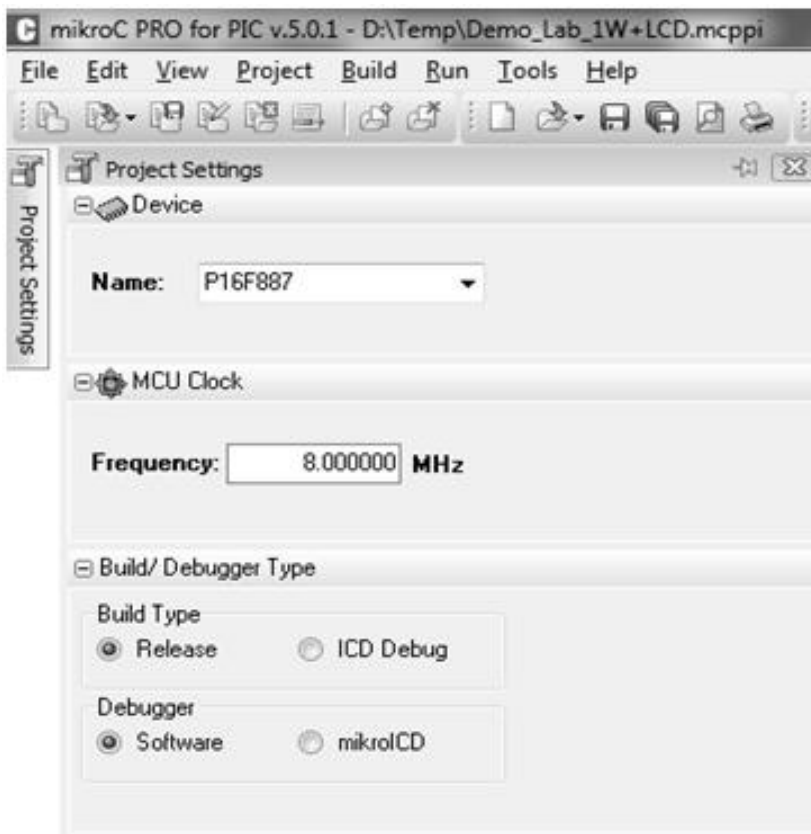 mikroC PRO for PIC v.5.0.1 - D:\Temp\Demo_Lab_1W+LCD.mcppi
File Edit View Project Build Run Tools Help
Project Settings
Project Settings
Device
Name: P16F887
MCU Clock
Frequency: 8.000000 MHz
Build/ Debugger Type
Build Type
Release ICD Debug
Debugger
Software mikroICD